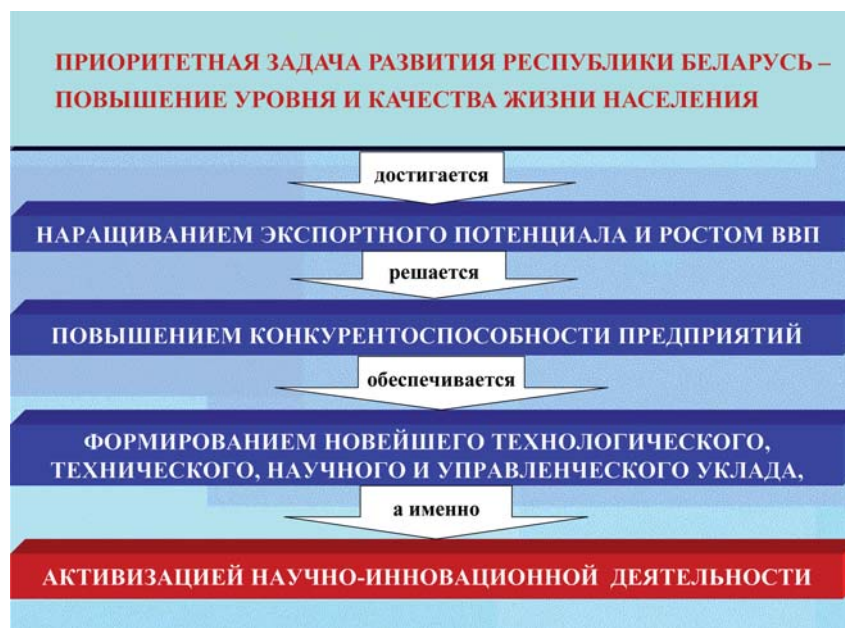 ПРИОРИТЕТНАЯ ЗАДАЧА РАЗВИТИЯ РЕСПУБЛИКИ БЕЛАРУСЬ –
ПОВЫШЕНИЕ УРОВНЯ И КАЧЕСТВА ЖИЗНИ НАСЕЛЕНИЯ
достигается
НАРАЩИВАНИЕМ ЭКСПОРТНОГО ПОТЕНЦИАЛА И РОСТОМ ВВП
решается
ПОВЫШЕНИЕМ КОНКУРЕНТОСПОСОБНОСТИ ПРЕДПРИЯТИЙ
обеспечивается
ФОРМИРОВАНИЕМ НОВЕЙШЕГО ТЕХНОЛОГИЧЕСКОГО,
ТЕХНИЧЕСКОГО, НАУЧНОГО И УПРАВЛЕНЧЕСКОГО УКЛАДА,
а именно
АКТИВИЗАЦИЕЙ НАУЧНО-ИННОВАЦИОННОЙ ДЕЯТЕЛЬНОСТИ